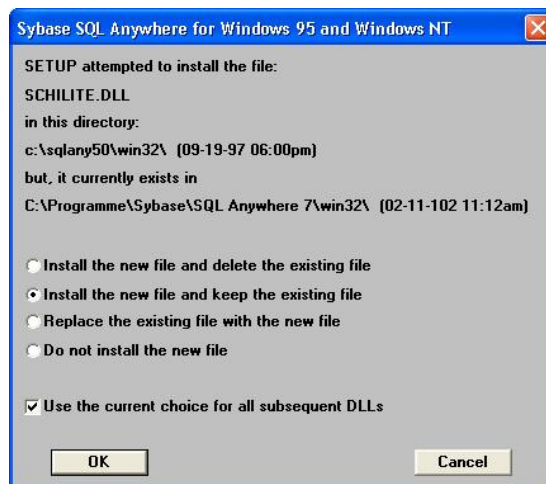 Sybase SQL Anywhere for Windows 95 and Windows NT
SETUP attempted to install the file:
SCHILITE.DLL
in this directory:
c:\sqlany50\win32\ (09-19-97 06:00pm)
but, it currently exists in
C:\Programme\Sybase\SQL Anywhere 7\win32\ (02-11-102 11:12am)
Install the new file and delete the existing file
Install the new file and keep the existing file
Replace the existing file with the new file
Do not install the new file
Use the current choice for all subsequent DLLs
OK Cancel